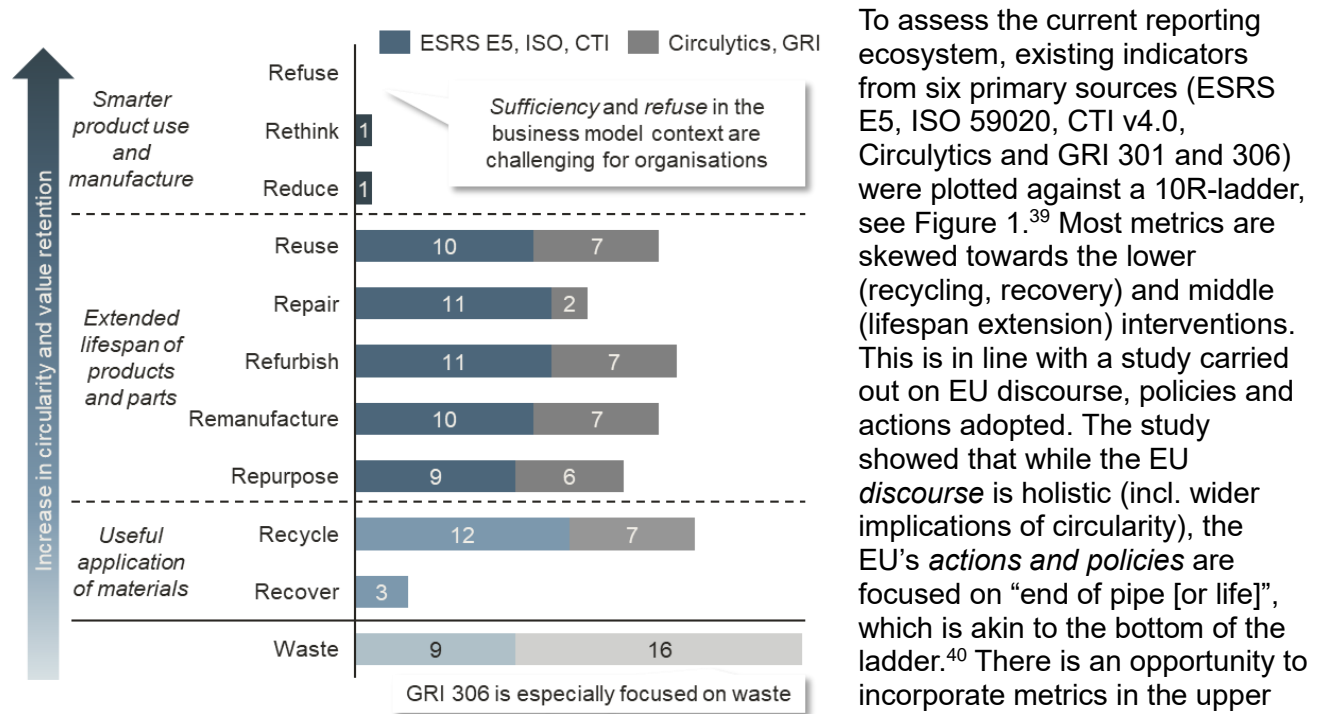 ESRS E5, ISO, CTI
Circulytics, GRI
Increase in circularity and value retention
Smarter
product use
and
manufacture
Refuse
Sufficiency and refuse in the
business model context are
challenging for organisations
Rethink
1
Reduce
1
Extended
lifespan of
products
and parts
Reuse
10
7
Repair
11
2
Refurbish
11
7
Remanufacture
10
7
Repurpose
9
6
Useful
application
of materials
Recycle
12
7
Recover
3
Waste
9
16
GRI 306 is especially focused on waste
To assess the current reporting
ecosystem, existing indicators
from six primary sources (ESRS
E5, ISO 59020, CTI v4.0,
Circulytics and GRI 301 and 306)
were plotted against a 10R-ladder,
see Figure 1.³⁹ Most metrics are
skewed towards the lower
(recycling, recovery) and middle
(lifespan extension) interventions.
This is in line with a study carried
out on EU discourse, policies and
actions adopted. The study
showed that while the EU
discourse is holistic (incl. wider
implications of circularity), the
EU’s actions and policies are
focused on “end of pipe [or life]”,
which is akin to the bottom of the
ladder.⁴⁰ There is an opportunity to
incorporate metrics in the upper